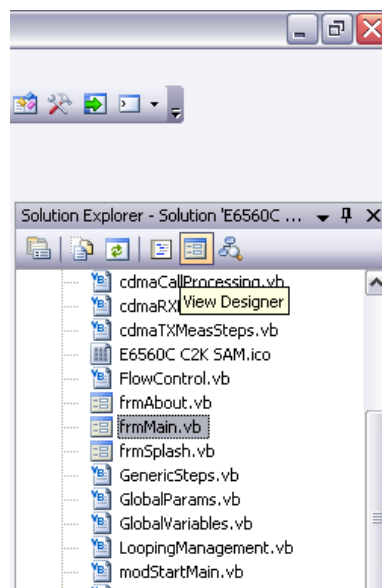 Solution Explorer - Solution 'E6560C ...
cdmaCallProcessing.vb
cdmaRX
View Designer
cdmaTXMeasSteps.vb
E6560C C2K SAM.ico
FlowControl.vb
frmAbout.vb
frmMain.vb
frmSplash.vb
GenericSteps.vb
GlobalParams.vb
GlobalVariables.vb
LoopingManagement.vb
modStartMain.vb